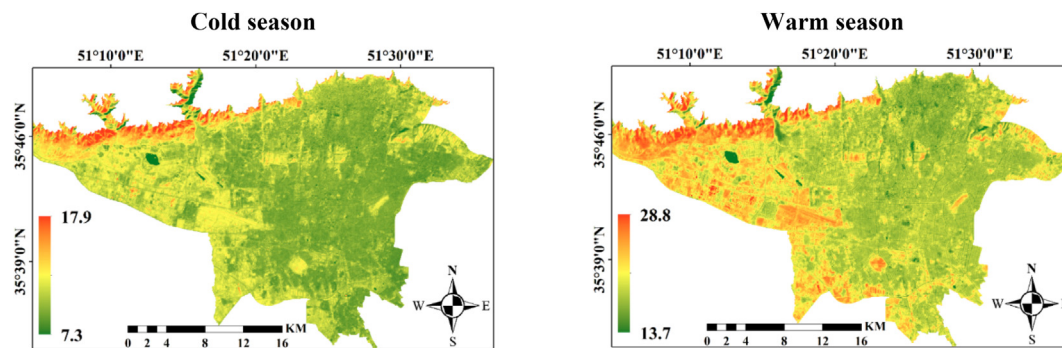 Cold season
51°10'0"E 51°20'0"E 51°30'0"E
35°46'0"N
35°39'0"N
17.9
7.3
N
W E
S
KM
0 2 4 8 12 16
Warm season
51°10'0"E 51°20'0"E 51°30'0"E
35°46'0"N
35°39'0"N
28.8
13.7
N
W E
S
KM
0 2 4 8 12 16